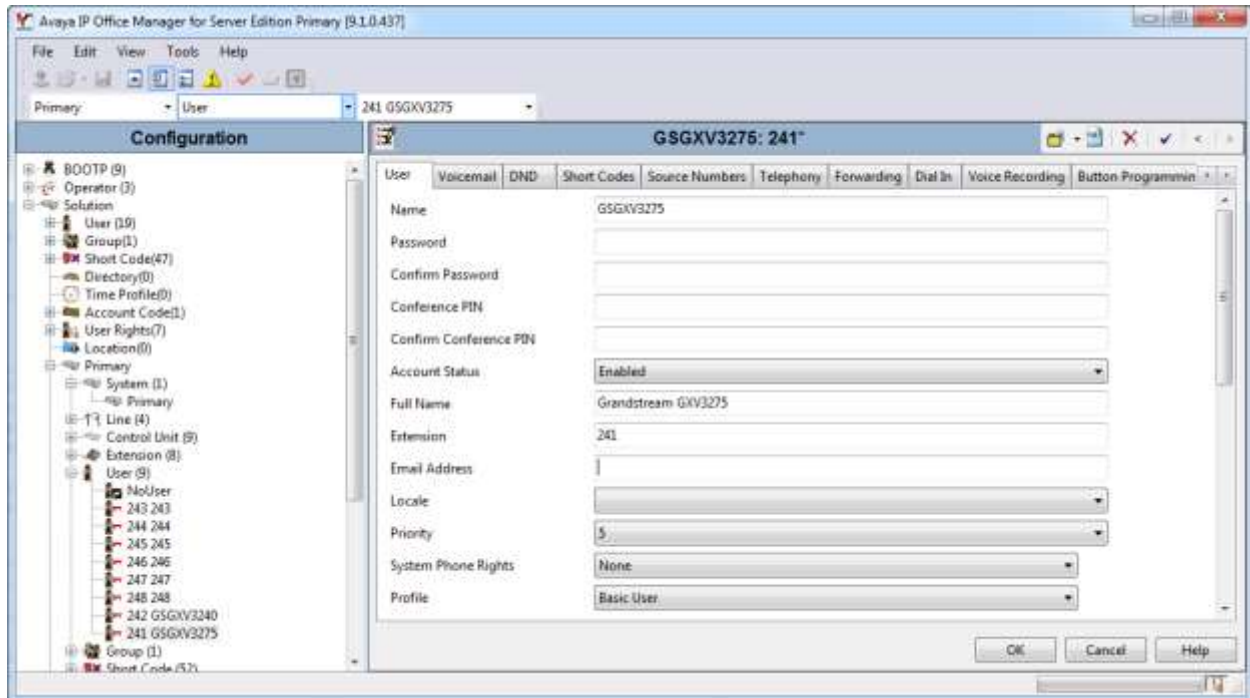 Avaya IP Office Manager for Server Edition Primary [9.1.0.437]
File Edit View Tools Help
Primary User 241 GSGXV3275
Configuration
GSGXV3275: 241*
BOOTP (9)
Operator (3)
Solution
User (19)
Group(1)
Short Code(47)
Directory(0)
Time Profile(0)
Account Code(1)
User Rights(7)
Location(0)
Primary
System (1)
Primary
Line (4)
Control Unit (9)
Extension (8)
User (9)
NoUser
243 243
244 244
245 245
246 246
247 247
248 248
242 GSGXV3240
241 GSGXV3275
Group (1)
Short Code (52)
User Voicemail DND Short Codes Source Numbers Telephony Forwarding Dial In Voice Recording Button Programmin
Name GSGXV3275
Password
Confirm Password
Conference PIN
Confirm Conference PIN
Account Status Enabled
Full Name Grandstream GXV3275
Extension 241
Email Address
Locale
Priority 5
System Phone Rights None
Profile Basic User
OK Cancel Help